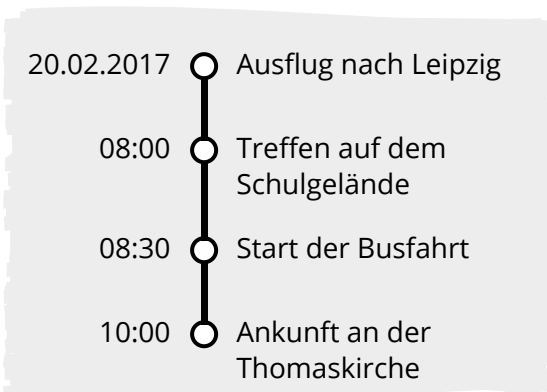 20.02.2017 Ausflug nach Leipzig
08:00 Treffen auf dem
Schulgelände
08:30 Start der Busfahrt
10:00 Ankunft an der
Thomaskirche